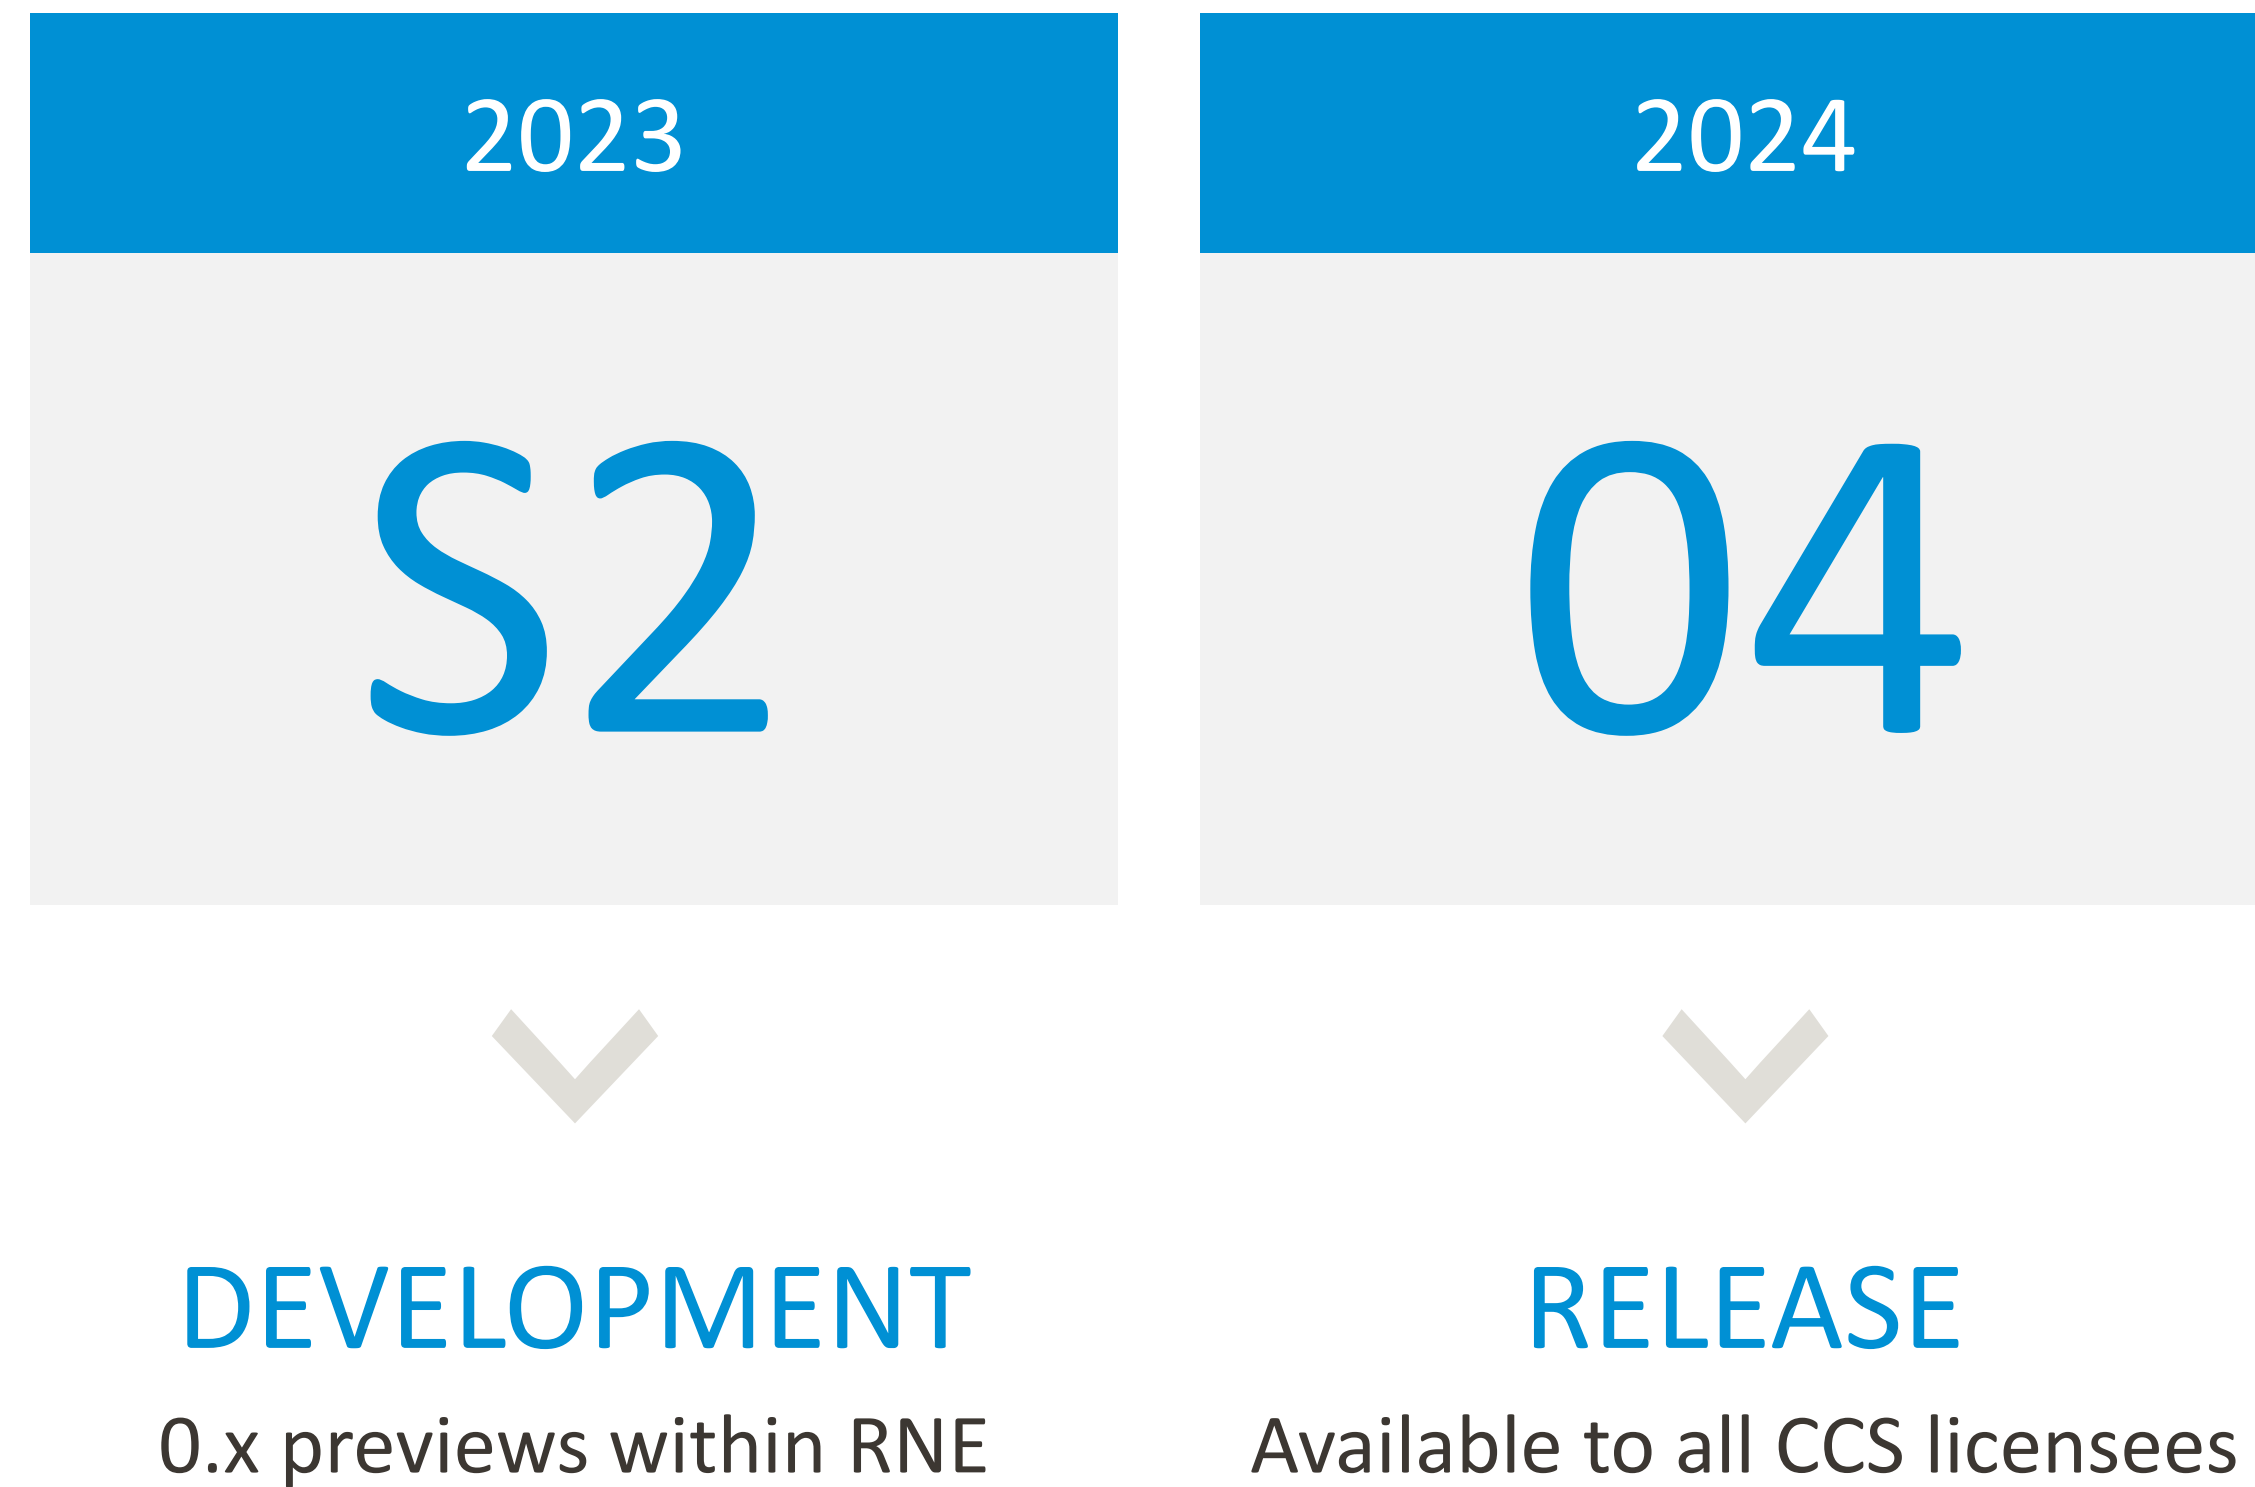 2023
S2
DEVELOPMENT
0.x previews within RNE
2024
04
RELEASE
Available to all CCS licensees